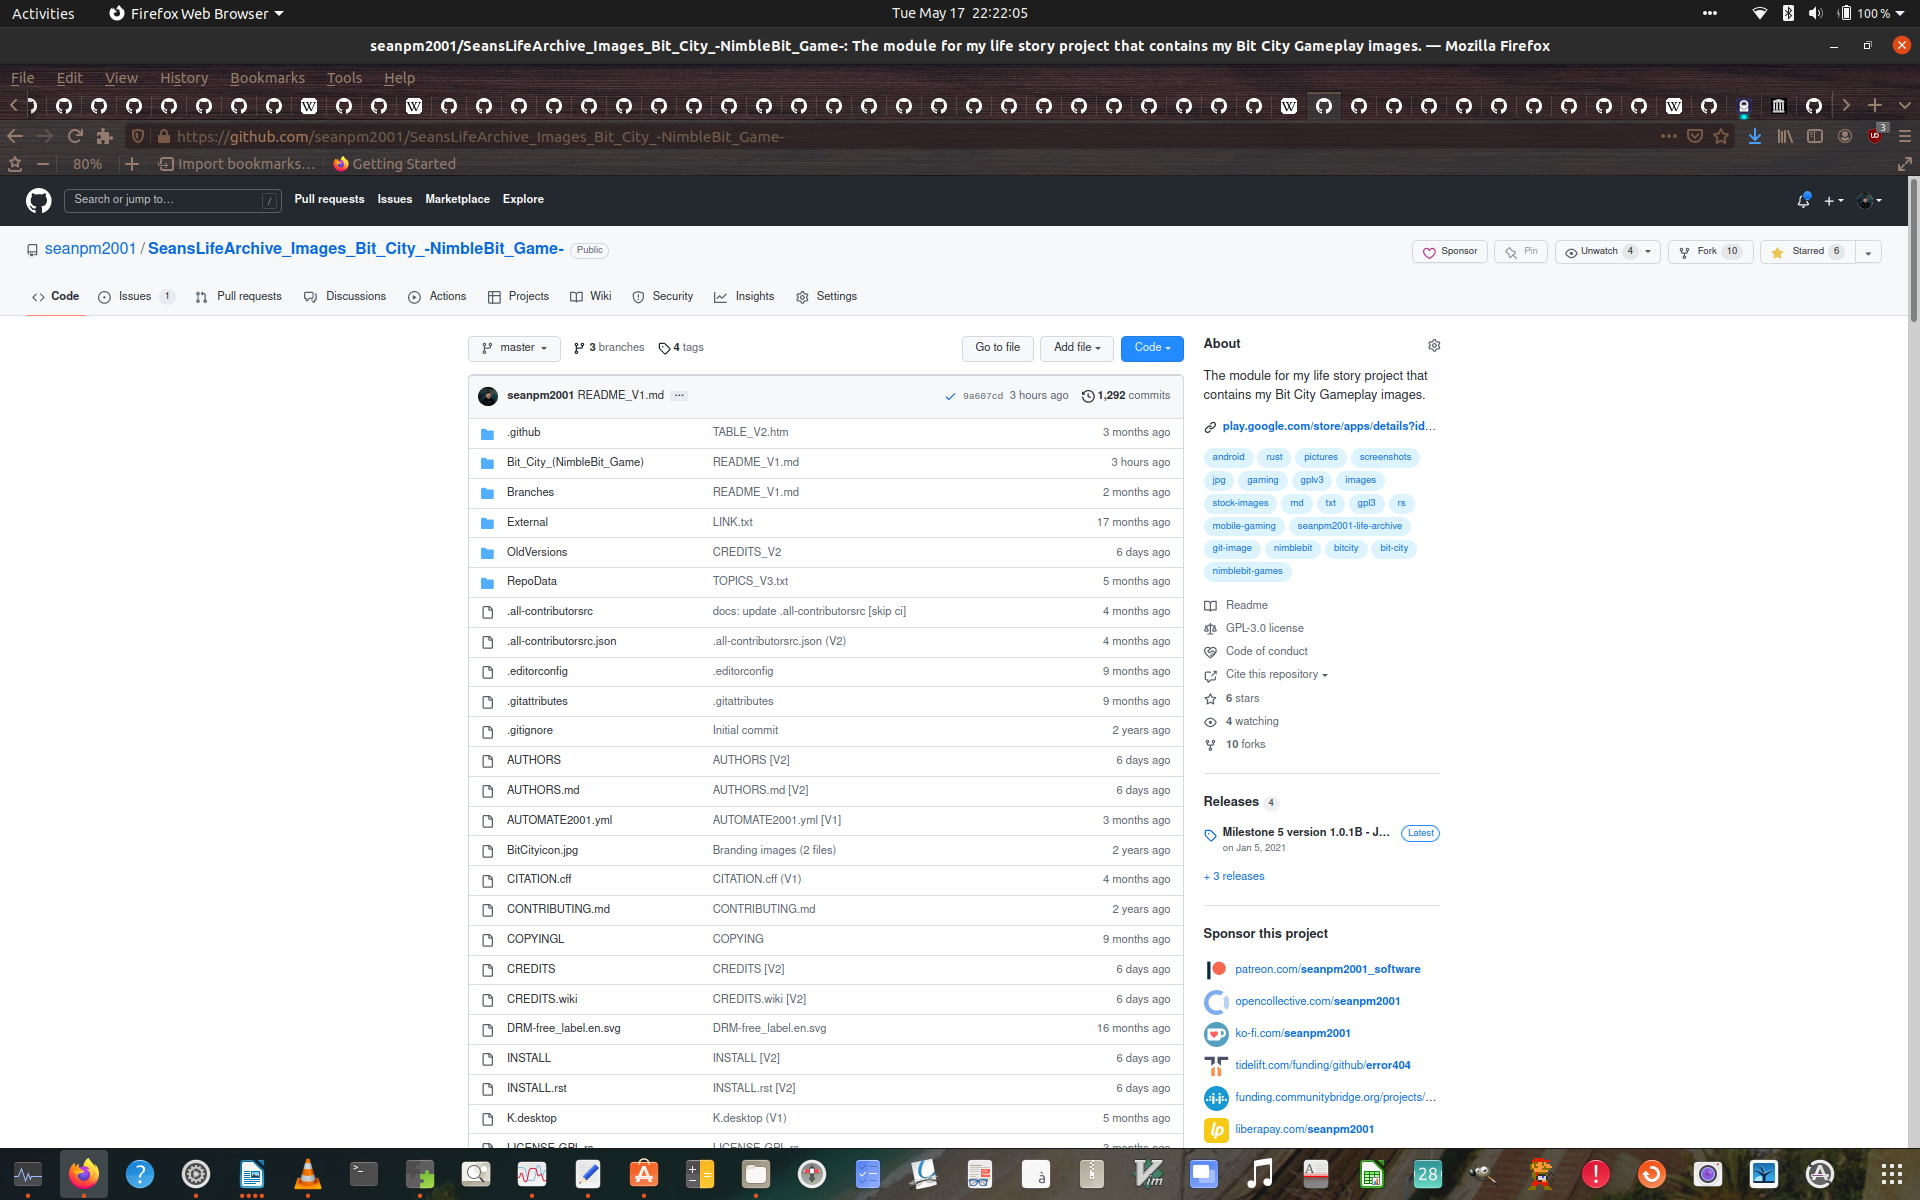 Activities Firefox Web Browser Tue May 17 22:22:05 100 %
seanpm2001/SeansLifeArchive_Images_Bit_City_-NimbleBit_Game-: The module for my life story project that contains my Bit City Gameplay images. — Mozilla Firefox
File Edit View History Bookmarks Tools Help
https://github.com/seanpm2001/SeansLifeArchive_Images_Bit_City_-NimbleBit_Game- 3
80% Import bookmarks... Getting Started
Search or jump to... / Pull requests Issues Marketplace Explore
seanpm2001 / SeansLifeArchive_Images_Bit_City_-NimbleBit_Game- Public Sponsor Pin Unwatch 4 Fork 10 Starred 6
Code Issues 1 Pull requests Discussions Actions Projects Wiki Security Insights Settings
master 3 branches 4 tags Go to file Add file Code
seanpm2001 README_V1.md ... 9a607cd 3 hours ago 1,292 commits
.github TABLE_V2.htm 3 months ago
Bit_City_(NimbleBit_Game) README_V1.md 3 hours ago
Branches README_V1.md 2 months ago
External LINK.txt 17 months ago
OldVersions CREDITS_V2 6 days ago
RepoData TOPICS_V3.txt 5 months ago
.all-contributorsrc docs: update .all-contributorsrc [skip ci] 4 months ago
.all-contributorsrc.json .all-contributorsrc.json (V2) 4 months ago
.editorconfig .editorconfig 9 months ago
.gitattributes .gitattributes 9 months ago
.gitignore Initial commit 2 years ago
AUTHORS AUTHORS [V2] 6 days ago
AUTHORS.md AUTHORS.md [V2] 6 days ago
AUTOMATE2001.yml AUTOMATE2001.yml [V1] 3 months ago
BitCityicon.jpg Branding images (2 files) 2 years ago
CITATION.cff CITATION.cff (V1) 4 months ago
CONTRIBUTING.md CONTRIBUTING.md 2 years ago
COPYINGL COPYING 9 months ago
CREDITS CREDITS [V2] 6 days ago
CREDITS.wiki CREDITS.wiki [V2] 6 days ago
DRM-free_label.en.svg DRM-free_label.en.svg 16 months ago
INSTALL INSTALL [V2] 6 days ago
INSTALL.rst INSTALL.rst [V2] 6 days ago
K.desktop K.desktop (V1) 5 months ago
About
The module for my life story project that
contains my Bit City Gameplay images.
play.google.com/store/apps/details?id...
android rust pictures screenshots
jpg gaming gplv3 images
stock-images md txt gpl3 rs
mobile-gaming seanpm2001-life-archive
git-image nimblebit bitcity bit-city
nimblebit-games
Readme
GPL-3.0 license
Code of conduct
Cite this repository
6 stars
4 watching
10 forks
Releases 4
Milestone 5 version 1.0.1B - J... Latest
on Jan 5, 2021
+ 3 releases
Sponsor this project
patreon.com/seanpm2001_software
opencollective.com/seanpm2001
ko-fi.com/seanpm2001
tidelift.com/funding/github/error404
funding.communitybridge.org/projects/...
liberapay.com/seanpm2001
28